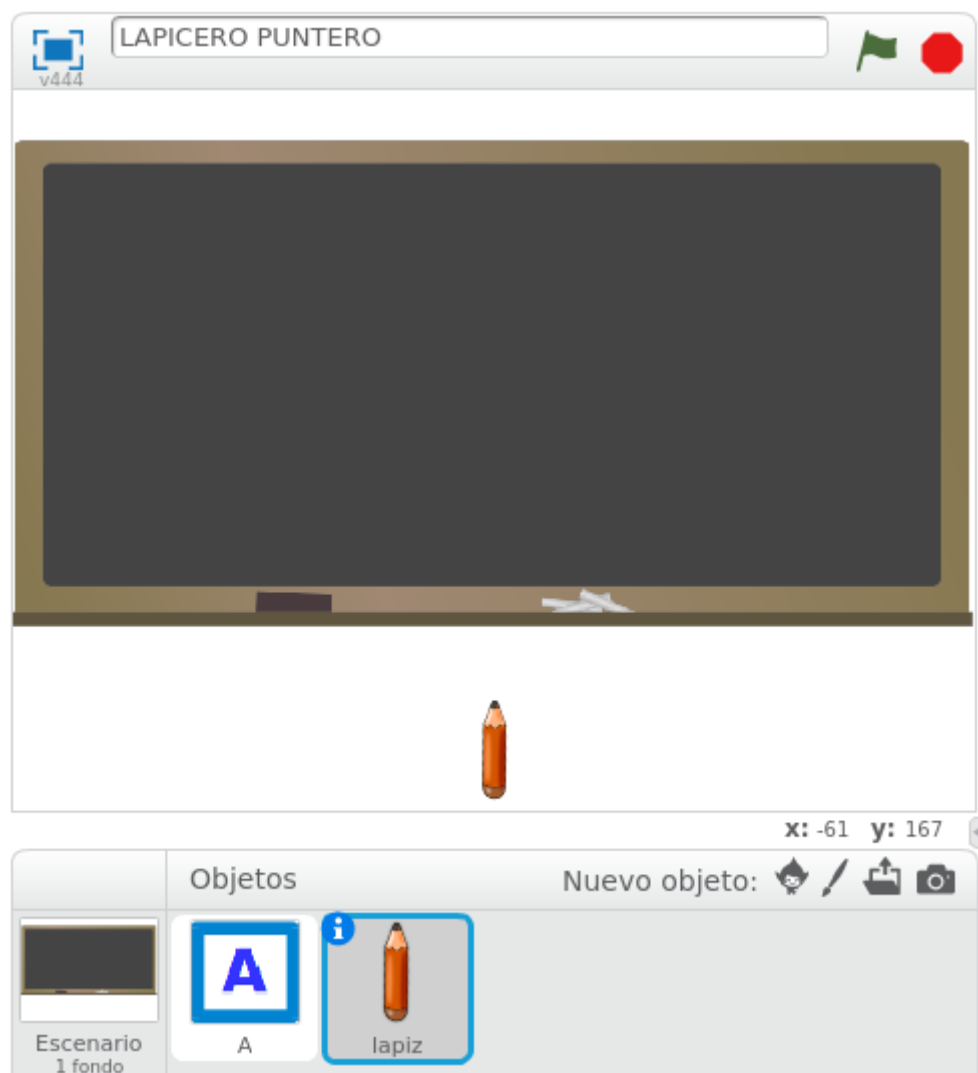 LAPICERO PUNTERO
v444
x: -61 y: 167
Objetos
Nuevo objeto:
i
A
A
lapiz
Escenario
1 fondo